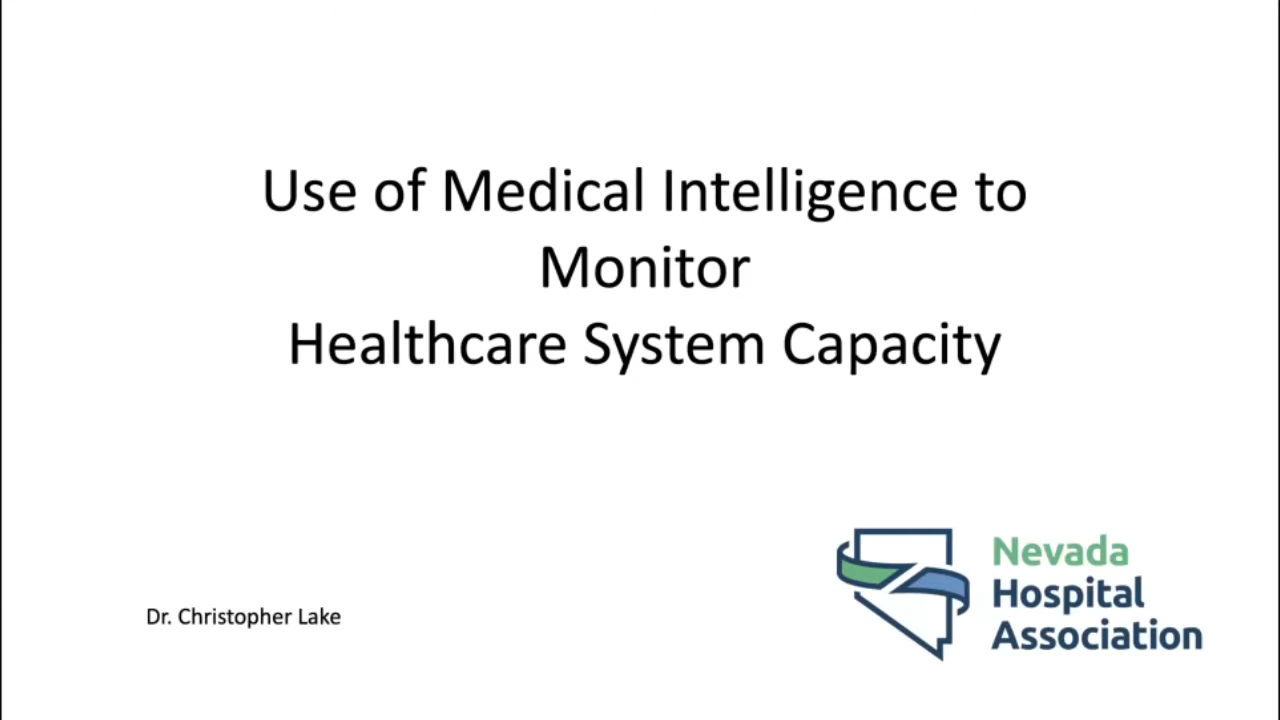 Use of Medical Intelligence to
Monitor
Healthcare System Capacity
Dr. Christopher Lake
Nevada
Hospital
Association